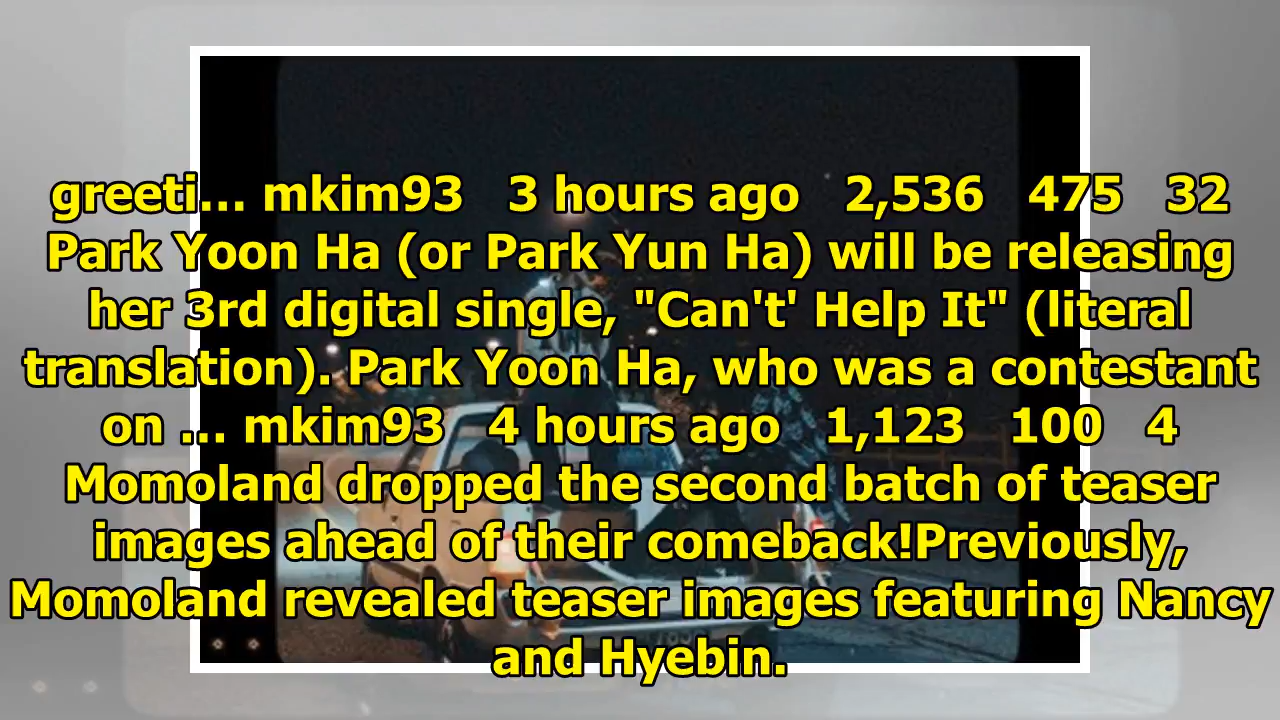 greeti... mkim93 3 hours ago 2,536 475 32
Park Yoon Ha (or Park Yun Ha) will be releasing
her 3rd digital single, "Can't' Help It" (literal
translation). Park Yoon Ha, who was a contestant
on ... mkim93 4 hours ago 1,123 100 4
Momoland dropped the second batch of teaser
images ahead of their comeback!Previously,
Momoland revealed teaser images featuring Nancy
and Hyebin.